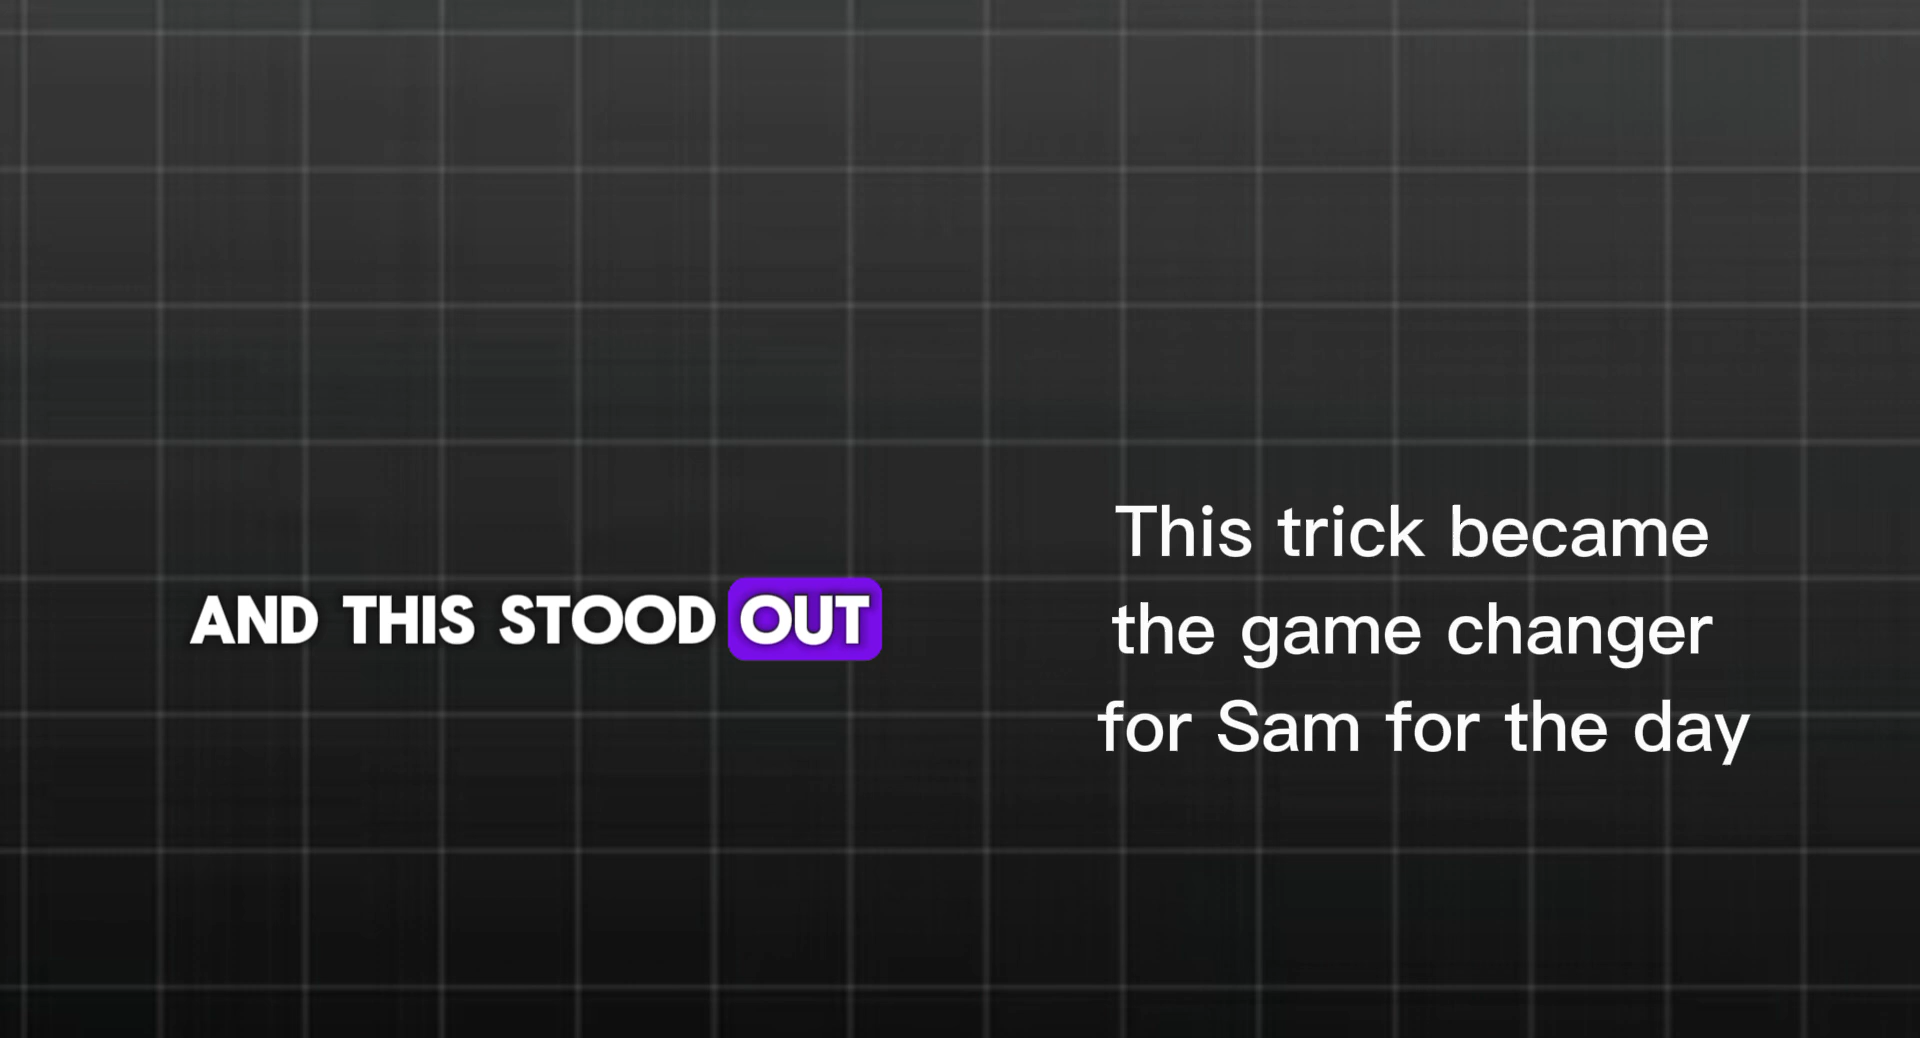 AND THIS STOOD OUT
This trick became
the game changer
for Sam for the day